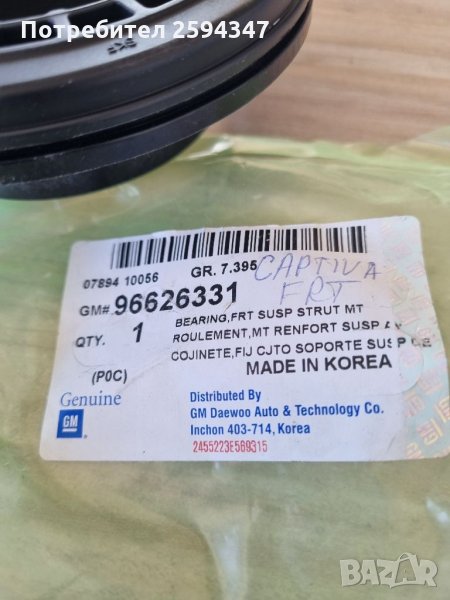 Потребител 2594347
07894 10056
GR. 7.395
CAPTIVA
FRT
GM#. 96626331
QTY. 1
BEARING,FRT SUSP STRUT MT
ROULEMENT,MT RENFORT SUSP AV
COJINETE,FIJ CJTO SOPORTE SUSP DE
MADE IN KOREA
(P0C)
Genuine
GM
Distributed By
GM Daewoo Auto & Technology Co.
Inchon 403-714, Korea
2455223E569315
bazar